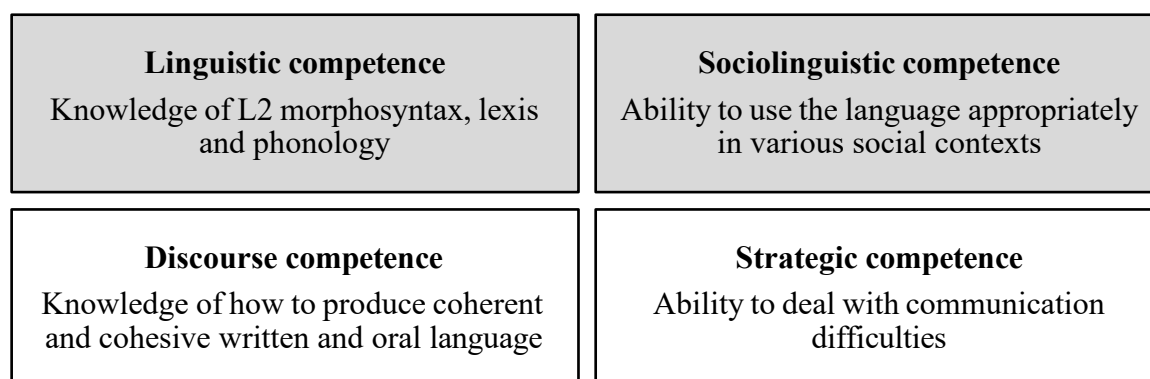 Linguistic competence
Knowledge of L2 morphosyntax, lexis
and phonology
Sociolinguistic competence
Ability to use the language appropriately
in various social contexts
Discourse competence
Knowledge of how to produce coherent
and cohesive written and oral language
Strategic competence
Ability to deal with communication
difficulties